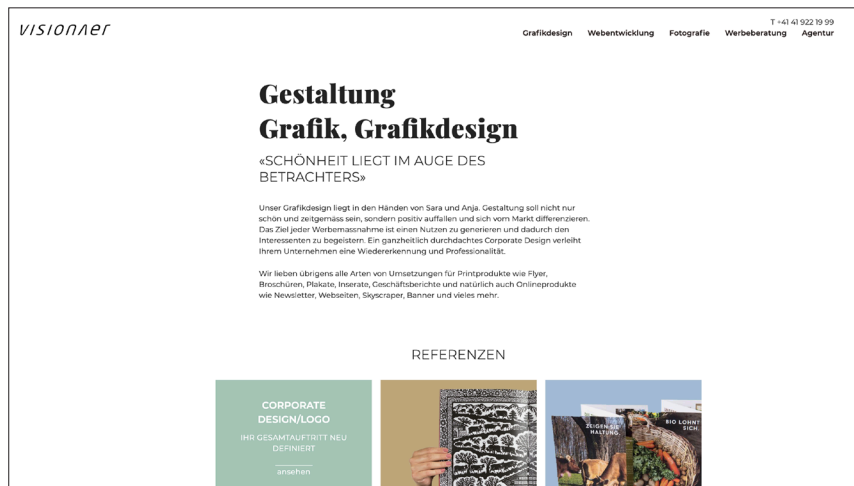 VISIONAER
T +41 41 922 19 99
Grafikdesign Webentwicklung Fotografie Werbeberatung Agentur
Gestaltung
Grafik, Grafikdesign
«SCHÖNHEIT LIEGT IM AUGE DES
BETRACHTERS»
Unser Grafikdesign liegt in den Händen von Sara und Anja. Gestaltung soll nicht nur
schön und zeitgemäss sein, sondern positiv auffallen und sich vom Markt differenzieren.
Das Ziel jeder Werbemassnahme ist einen Nutzen zu generieren und dadurch den
Interessenten zu begeistern. Ein ganzheitlich durchdachtes Corporate Design verleiht
Ihrem Unternehmen eine Wiedererkennung und Professionalität.
Wir lieben übrigens alle Arten von Umsetzungen für Printprodukte wie Flyer,
Broschüren, Plakate, Inserate, Geschäftsberichte und natürlich auch Onlineprodukte
wie Newsletter, Webseiten, Skyscraper, Banner und vieles mehr.
REFERENZEN
CORPORATE
DESIGN/LOGO
IHR GESAMTAUFTRITT NEU
DEFINIERT
ansehen
ZEIGEN SIE
HALTUNG.
BIO LOHNT
SICH.